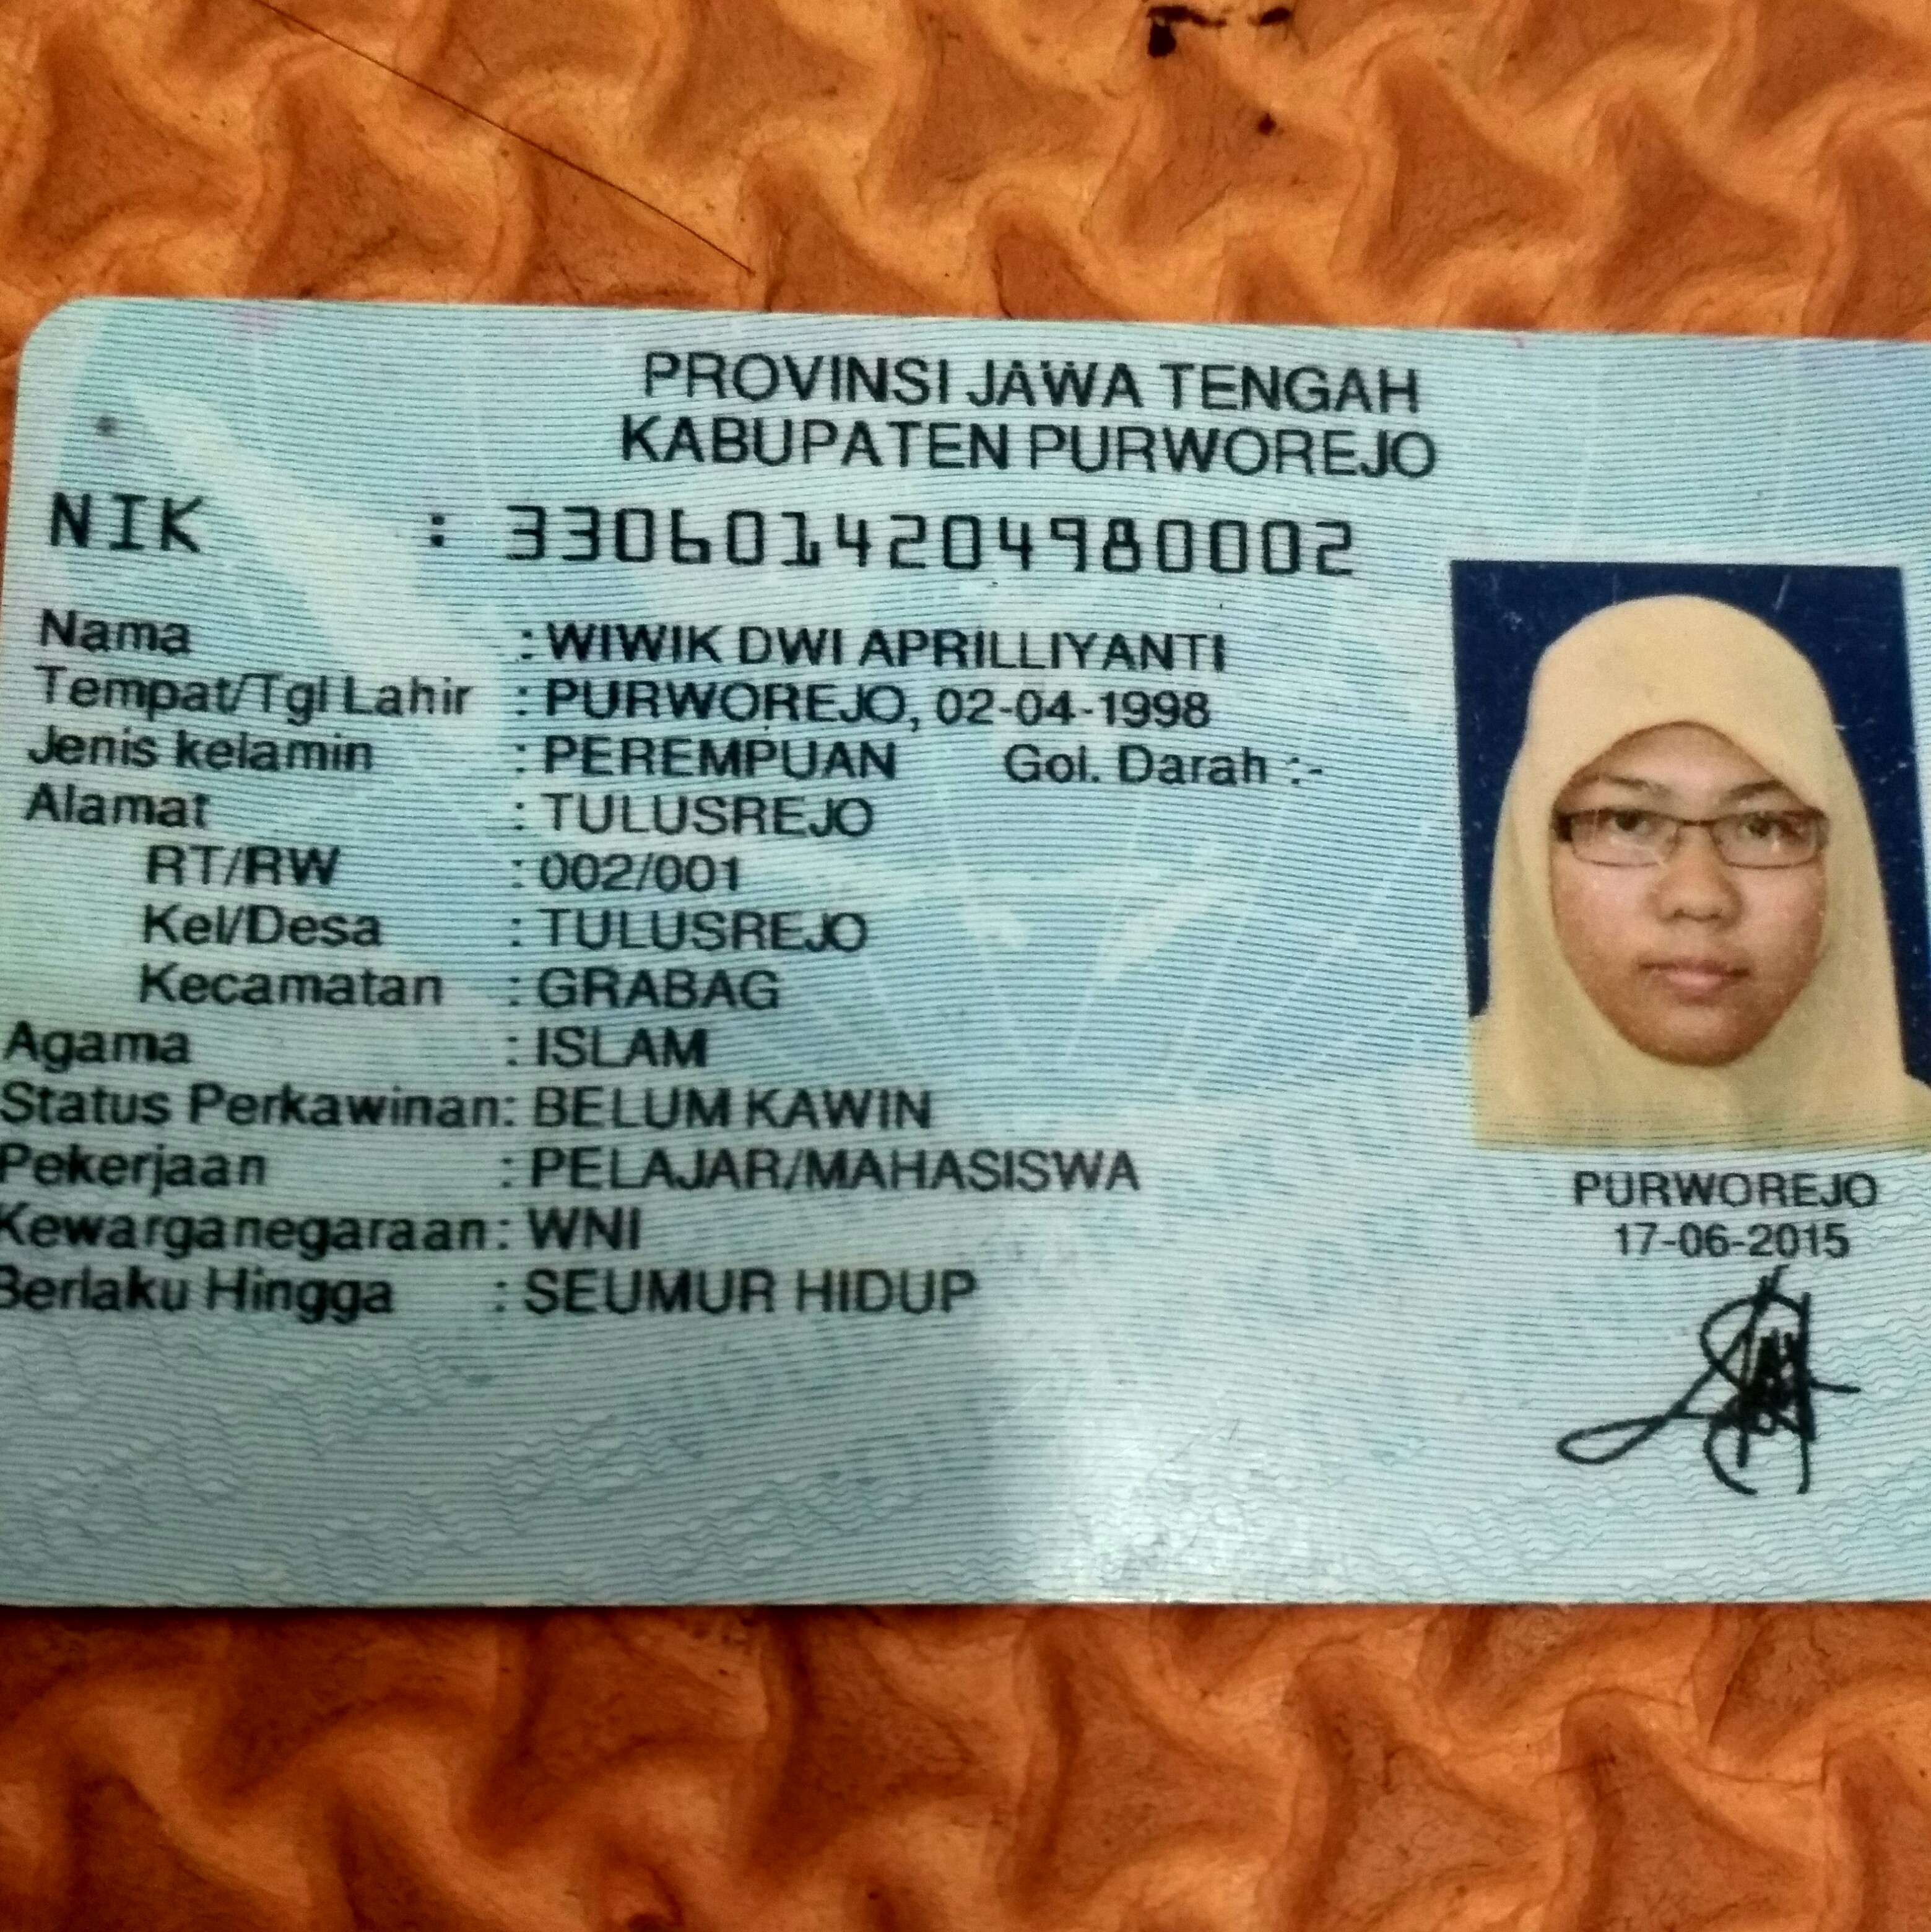 PROVINSI JAWA TENGAH
KABUPATEN PURWOREJO
NIK : 3306014204980002
Nama : WIWIK DWI APRILLIYANTI
Tempat/Tgl Lahir : PURWOREJO, 02-04-1998
Jenis kelamin : PEREMPUAN Gol. Darah :-
Alamat : TULUSREJO
RT/RW : 002/001
Kel/Desa : TULUSREJO
Kecamatan : GRABAG
Agama : ISLAM
Status Perkawinan: BELUM KAWIN
Pekerjaan : PELAJAR/MAHASISWA
Kewarganegaraan: WNI
Berlaku Hingga : SEUMUR HIDUP
PURWOREJO
17-06-2015